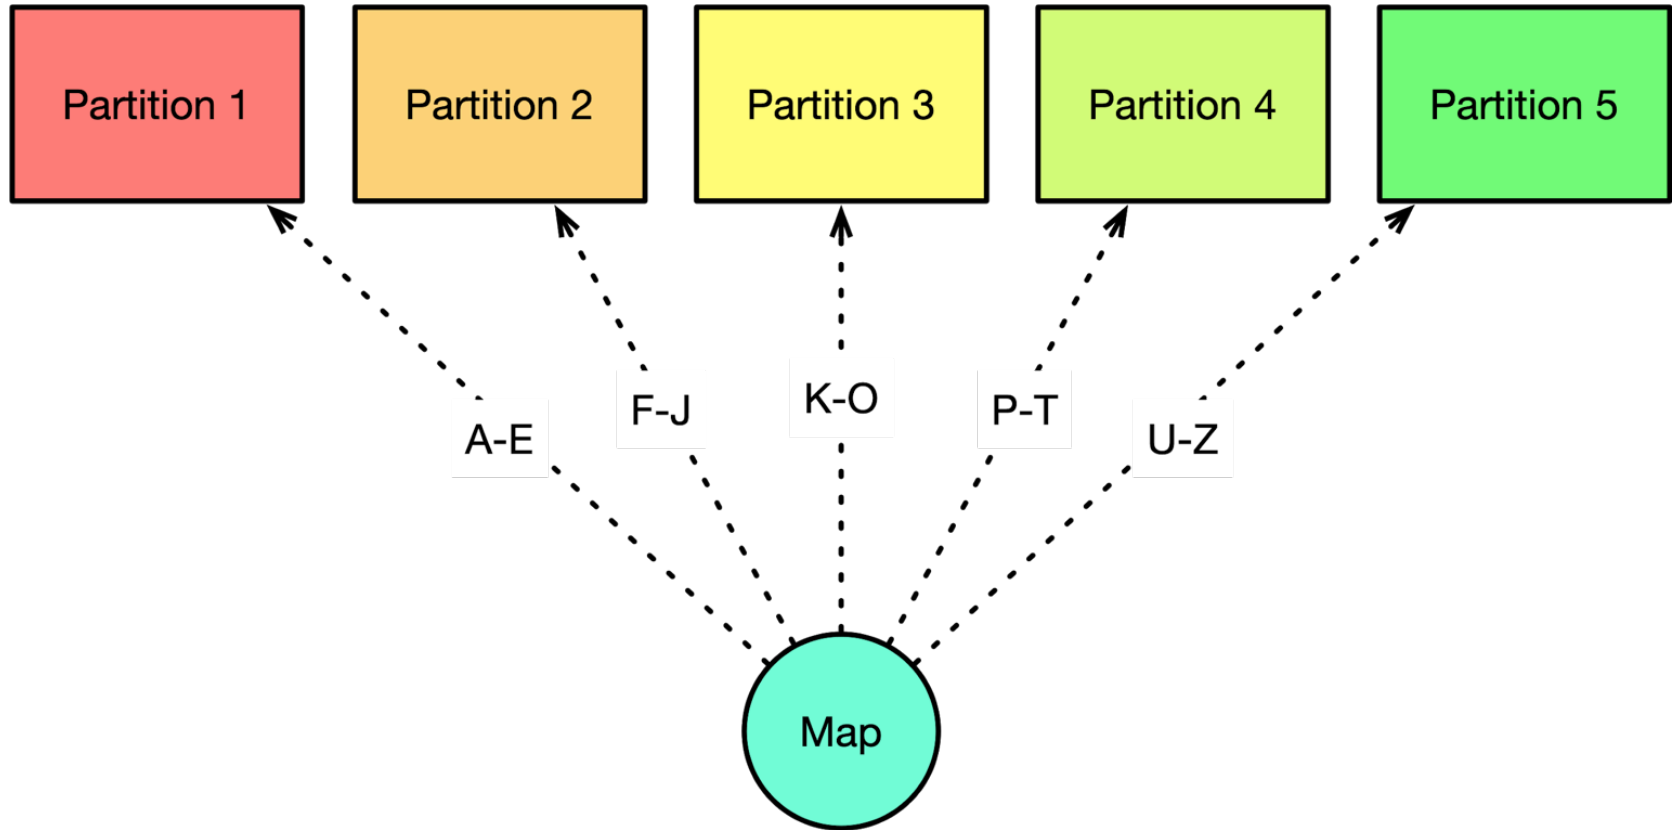 Partition 1
Partition 2
Partition 3
Partition 4
Partition 5
A-E
F-J
K-O
P-T
U-Z
Map